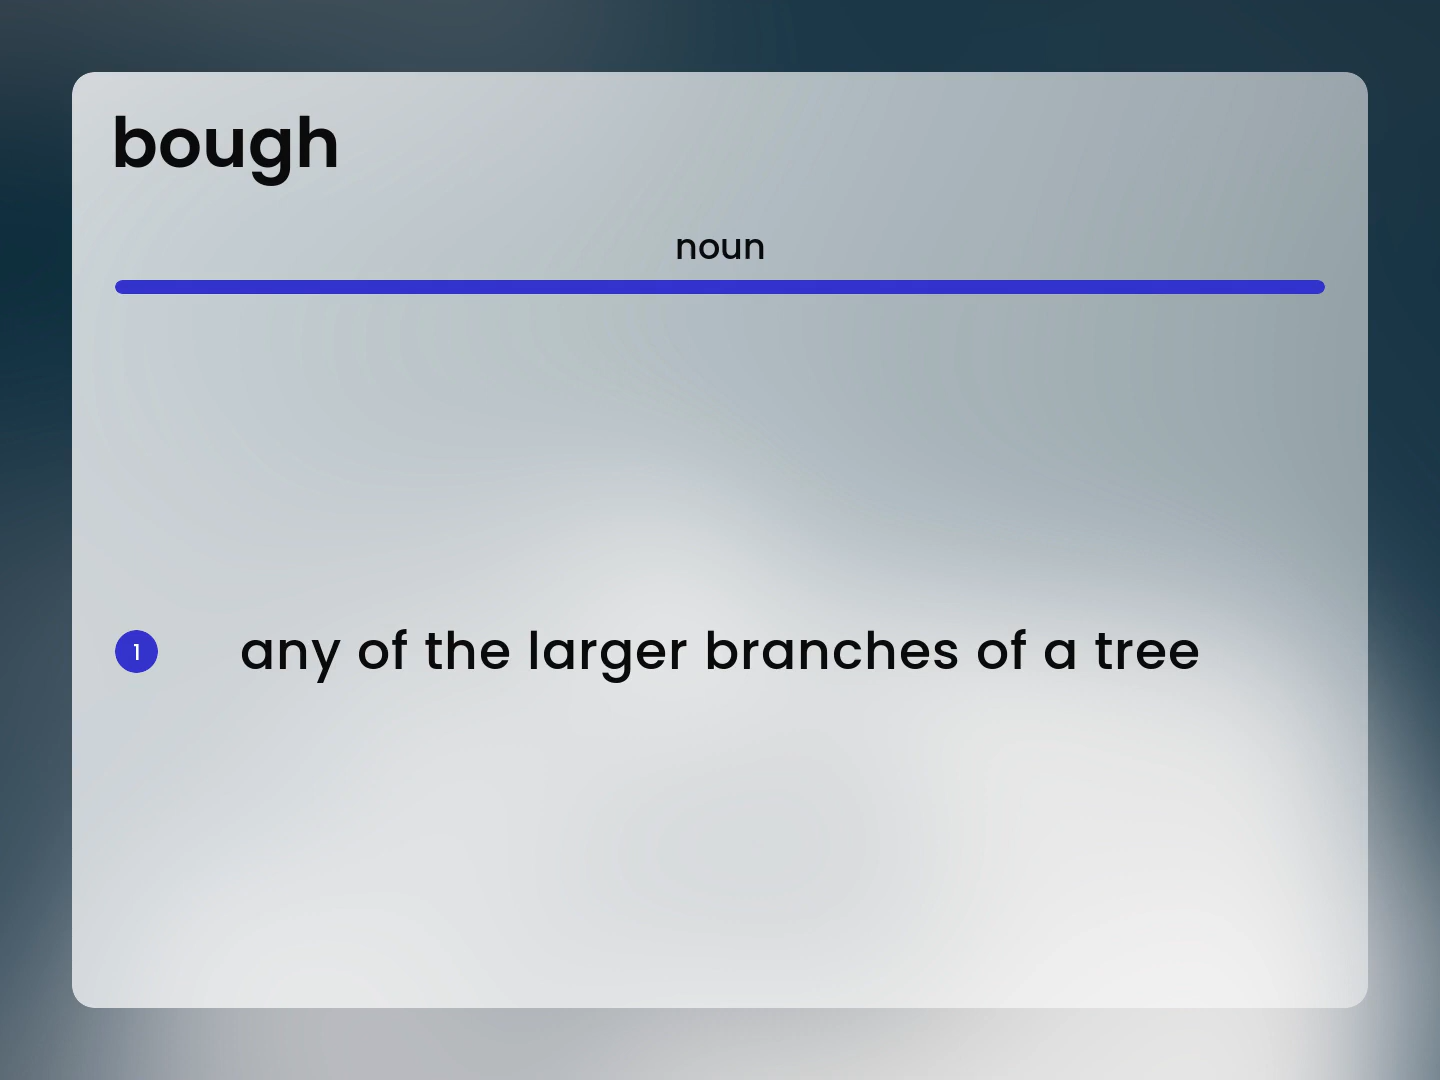 bough
noun
1 any of the larger branches of a tree